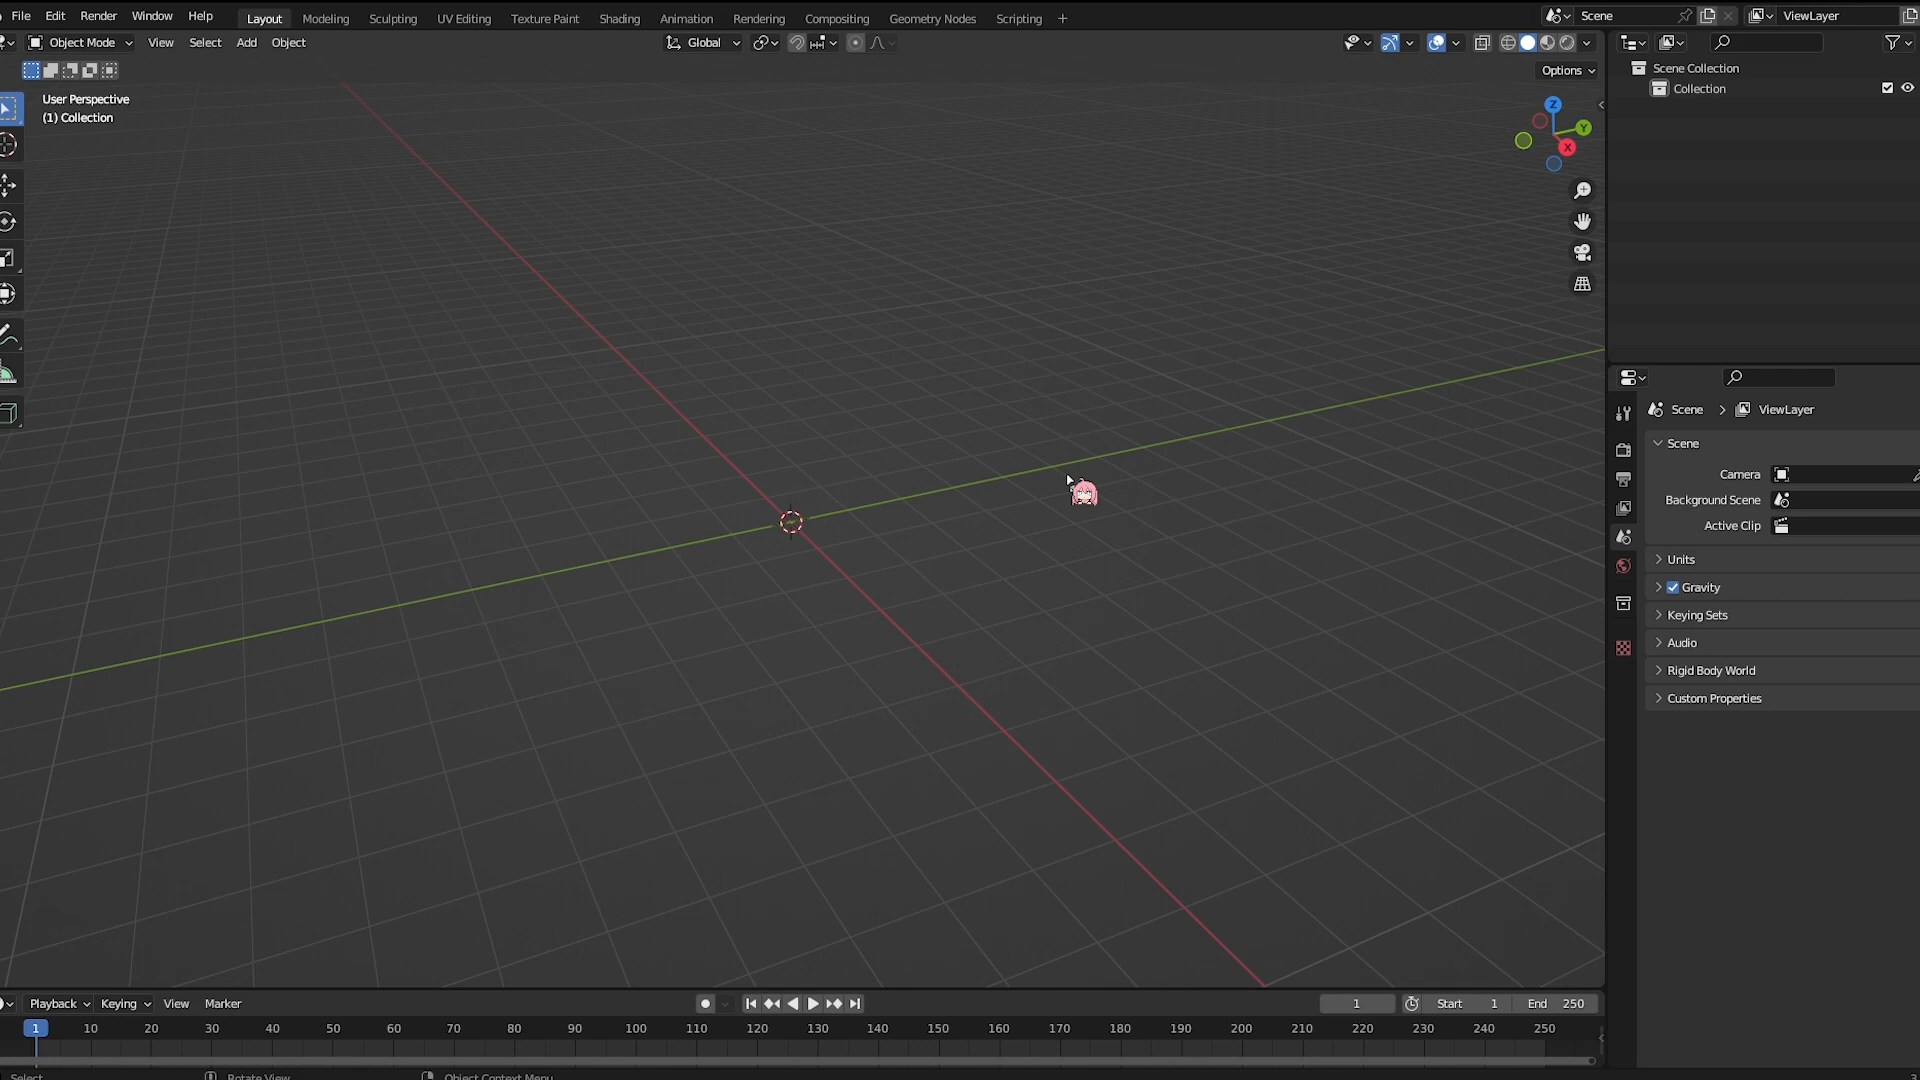 File Edit Render Window Help Layout Modeling Sculpting UV Editing Texture Paint Shading Animation Rendering Compositing Geometry Nodes Scripting + Scene ViewLayer
Object Mode View Select Add Object Global
Options
User Perspective
(1) Collection
Z
Y
X
Scene Collection
Collection
Scene > ViewLayer
Scene
Camera
Background Scene
Active Clip
Units
Gravity
Keying Sets
Audio
Rigid Body World
Custom Properties
Playback Keying View Marker 1 Start 1 End 250
1 10 20 30 40 50 60 70 80 90 100 110 120 130 140 150 160 170 180 190 200 210 220 230 240 250
Select Rotate View Object Context Menu